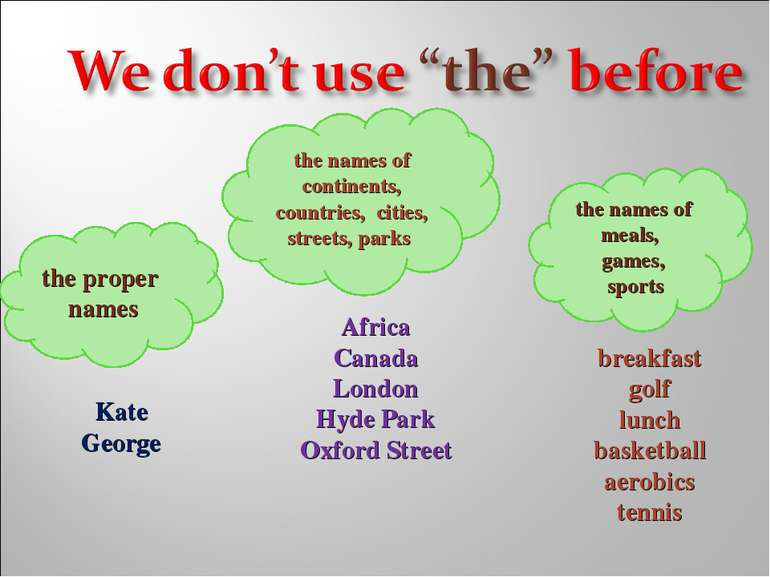 We don't use “the” before
the proper
names
Kate
George
the names of
continents,
countries, cities,
streets, parks
Africa
Canada
London
Hyde Park
Oxford Street
the names of
meals,
games,
sports
breakfast
golf
lunch
basketball
aerobics
tennis